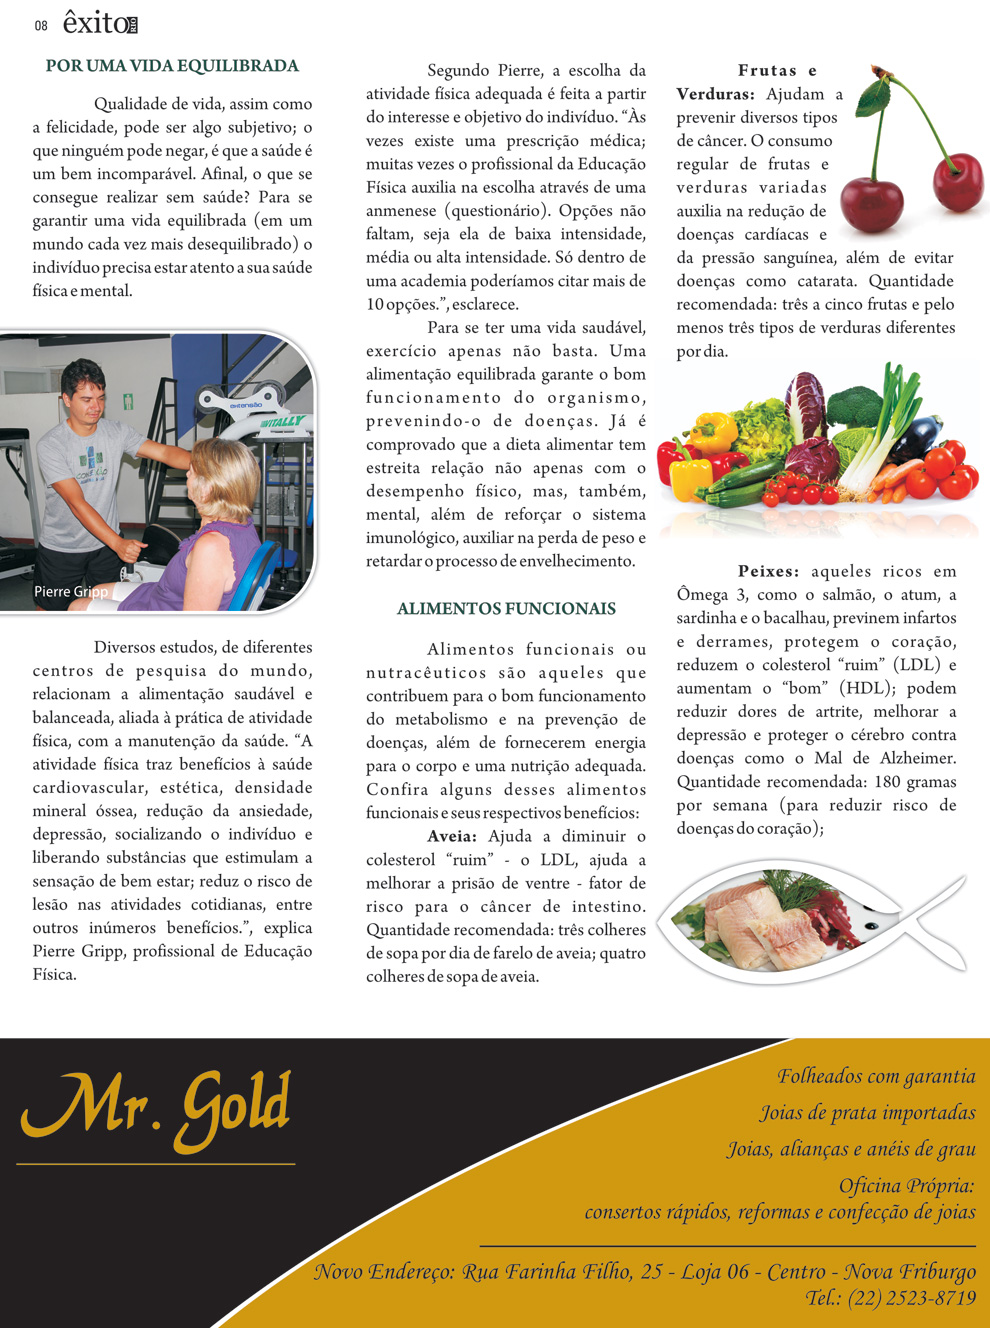 08
êxito RIO
POR UMA VIDA EQUILIBRADA
Qualidade de vida, assim como
a felicidade, pode ser algo subjetivo; o
que ninguém pode negar, é que a saúde é
um bem incomparável. Afinal, o que se
consegue realizar sem saúde? Para se
garantir uma vida equilibrada (em um
mundo cada vez mais desequilibrado) o
indivíduo precisa estar atento a sua saúde
física e mental.
extensão
VITALLY
Pierre Gripp
Diversos estudos, de diferentes
centros de pesquisa do mundo,
relacionam a alimentação saudável e
balanceada, aliada à prática de atividade
física, com a manutenção da saúde. “A
atividade física traz benefícios à saúde
cardiovascular, estética, densidade
mineral óssea, redução da ansiedade,
depressão, socializando o indivíduo e
liberando substâncias que estimulam a
sensação de bem estar; reduz o risco de
lesão nas atividades cotidianas, entre
outros inúmeros benefícios.”, explica
Pierre Gripp, profissional de Educação
Física.
Segundo Pierre, a escolha da
atividade física adequada é feita a partir
do interesse e objetivo do indivíduo. “Às
vezes existe uma prescrição médica;
muitas vezes o profissional da Educação
Física auxilia na escolha através de uma
anmenese (questionário). Opções não
faltam, seja ela de baixa intensidade,
média ou alta intensidade. Só dentro de
uma academia poderíamos citar mais de
10 opções.”, esclarece.
Para se ter uma vida saudável,
exercício apenas não basta. Uma
alimentação equilibrada garante o bom
funcionamento do organismo,
prevenindo-o de doenças. Já é
comprovado que a dieta alimentar tem
estreita relação não apenas com o
desempenho físico, mas, também,
mental, além de reforçar o sistema
imunológico, auxiliar na perda de peso e
retardar o processo de envelhecimento.
ALIMENTOS FUNCIONAIS
Alimentos funcionais ou
nutracêuticos são aqueles que
contribuem para o bom funcionamento
do metabolismo e na prevenção de
doenças, além de fornecerem energia
para o corpo e uma nutrição adequada.
Confira alguns desses alimentos
funcionais e seus respectivos benefícios:
Aveia: Ajuda a diminuir o
colesterol “ruim” - o LDL, ajuda a
melhorar a prisão de ventre - fator de
risco para o câncer de intestino.
Quantidade recomendada: três colheres
de sopa por dia de farelo de aveia; quatro
colheres de sopa de aveia.
Frutas e
Verduras: Ajudam a
prevenir diversos tipos
de câncer. O consumo
regular de frutas e
verduras variadas
auxilia na redução de
doenças cardíacas e
da pressão sanguínea, além de evitar
doenças como catarata. Quantidade
recomendada: três a cinco frutas e pelo
menos três tipos de verduras diferentes
por dia.
Peixes: aqueles ricos em
Ômega 3, como o salmão, o atum, a
sardinha e o bacalhau, previnem infartos
e derrames, protegem o coração,
reduzem o colesterol “ruim” (LDL) e
aumentam o “bom” (HDL); podem
reduzir dores de artrite, melhorar a
depressão e proteger o cérebro contra
doenças como o Mal de Alzheimer.
Quantidade recomendada: 180 gramas
por semana (para reduzir risco de
doenças do coração);
Mr. Gold
Folheados com garantia
Joias de prata importadas
Joias, alianças e anéis de grau
Oficina Própria:
consertos rápidos, reformas e confecção de joias
Novo Endereço: Rua Farinha Filho, 25 - Loja 06 - Centro - Nova Friburgo
Tel.: (22) 2523-8719